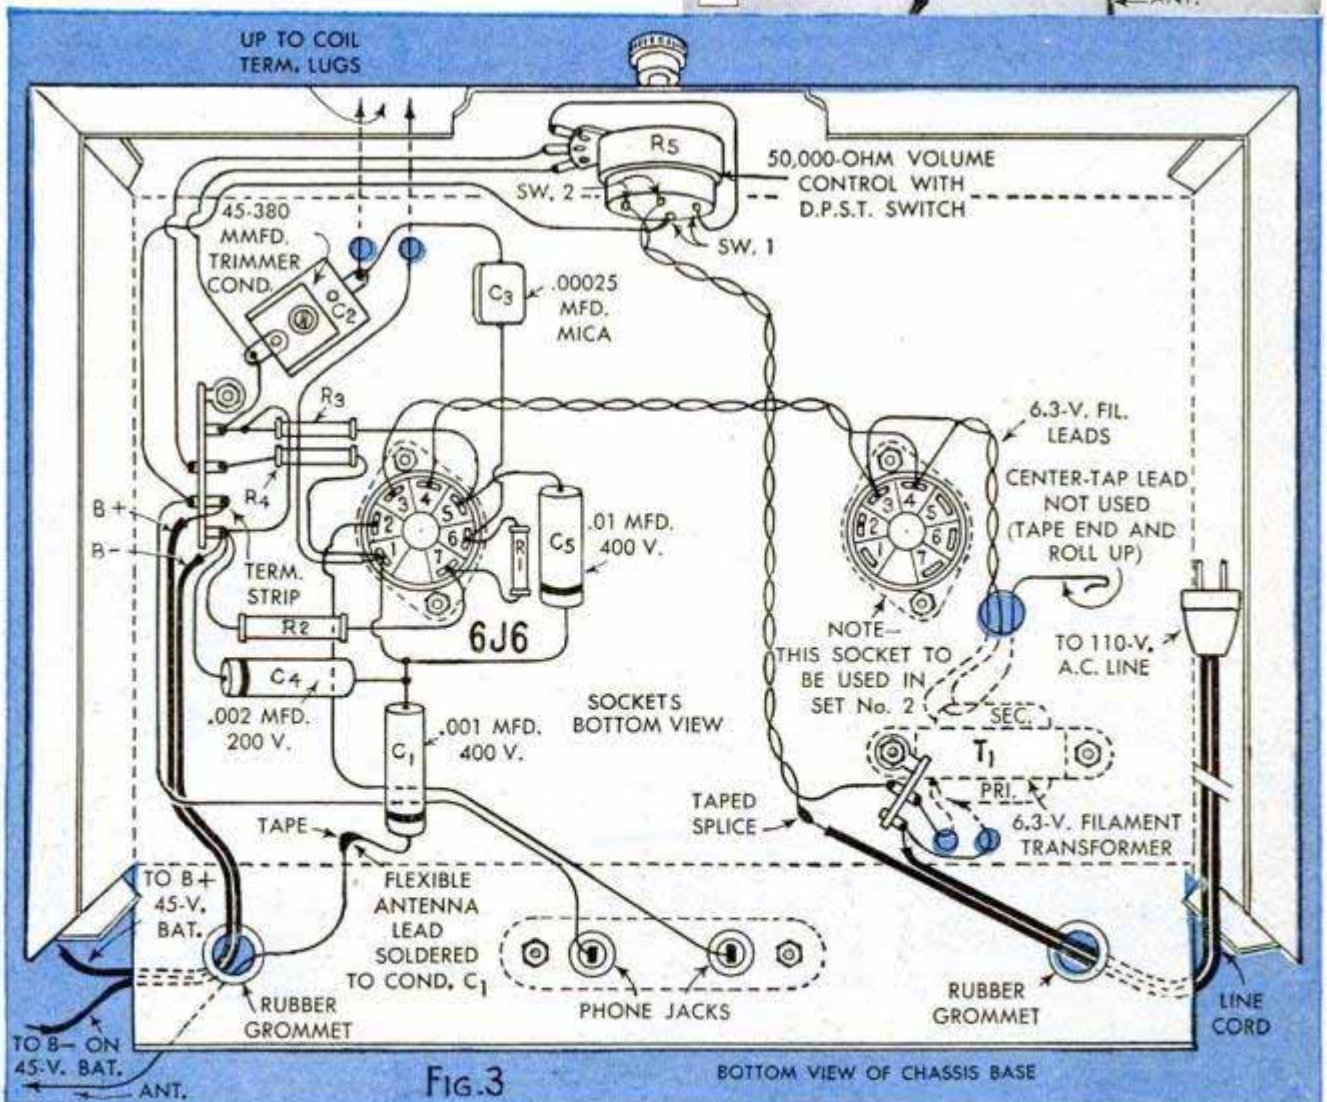 ANT.
UP TO COIL
TERM. LUGS
R5
50,000-OHM VOLUME
CONTROL WITH
D.P.S.T. SWITCH
SW. 2
SW. 1
45-380
MMFD.
TRIMMER
COND.
C2
C3
.00025
MFD.
MICA
R3
R4
6.3-V. FIL.
LEADS
CENTER-TAP LEAD
NOT USED
(TAPE END AND
ROLL UP)
B+
B-
TERM.
STRIP
1
2
3
4
5
6
7
R1
C5
.01 MFD.
400 V.
1
2
3
4
5
6
7
R2
6J6
NOTE—
THIS SOCKET TO
BE USED IN
SET No. 2
TO 110-V.
A.C. LINE
C4
.002 MFD.
200 V.
C1
.001 MFD.
400 V.
SOCKETS
BOTTOM VIEW
SEC.
T1
PRI.
TAPED
SPLICE
6.3-V. FILAMENT
TRANSFORMER
TAPE
TO B+
45-V.
BAT.
FLEXIBLE
ANTENNA
LEAD
SOLDERED
TO COND. C1
RUBBER
GROMMET
PHONE JACKS
RUBBER
GROMMET
LINE
CORD
TO B- ON
45-V. BAT.
ANT.
FIG.3
BOTTOM VIEW OF CHASSIS BASE